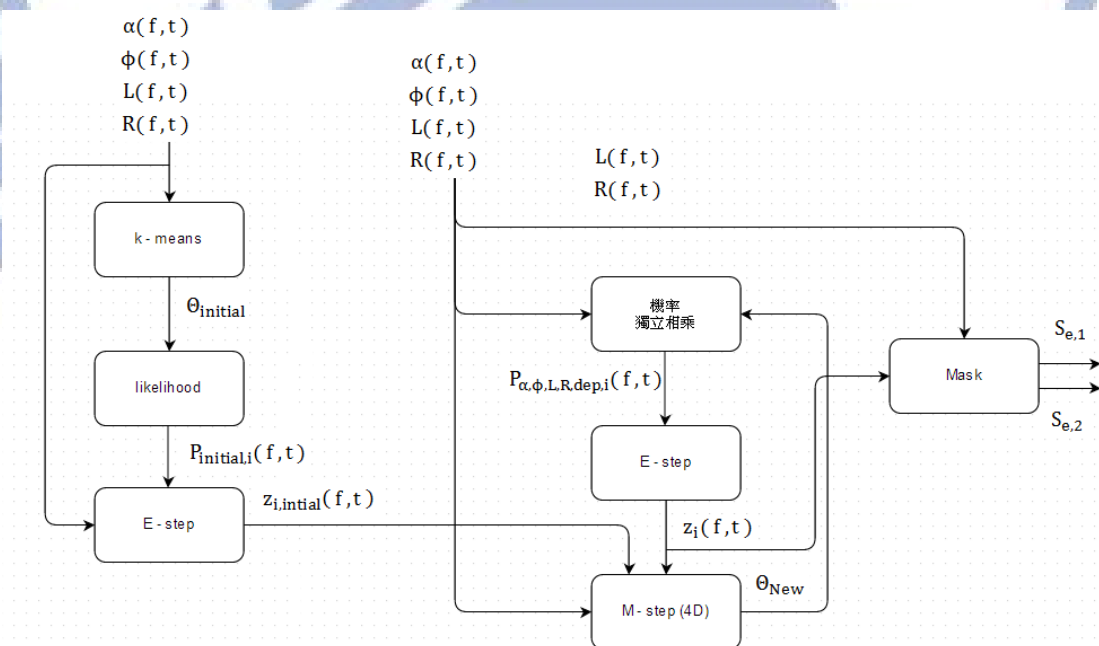 α(f,t)
ϕ(f,t)
L(f,t)
R(f,t)
α(f,t)
ϕ(f,t)
L(f,t)
R(f,t)
L(f,t)
R(f,t)
k - means
Θinitial
likelihood
Pinitial,i(f,t)
E - step
zi,intial(f,t)
機率
獨立相乘
Pα,ϕ,L,R,dep,i(f,t)
E - step
zi(f,t)
M - step (4D)
ΘNew
Mask
Se,1
Se,2